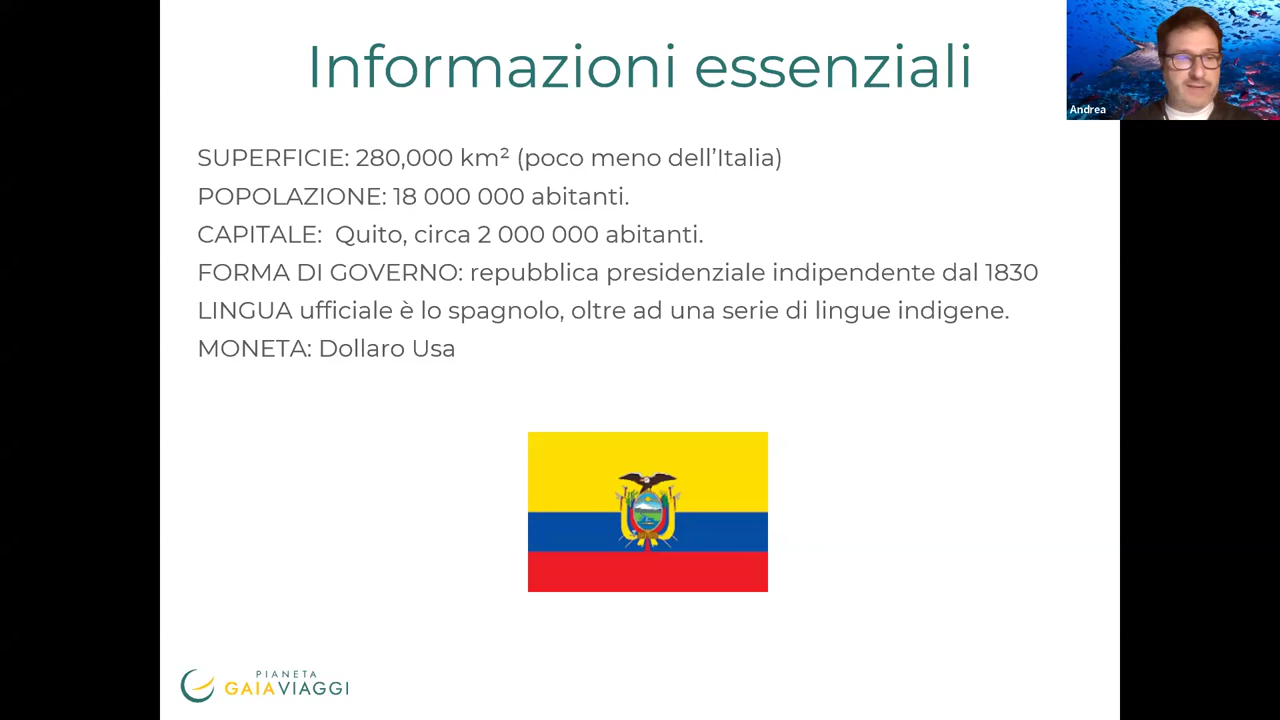 Informazioni essenziali
Andrea
SUPERFICIE: 280,000 km² (poco meno dell’Italia)
POPOLAZIONE: 18 000 000 abitanti.
CAPITALE:  Quito, circa 2 000 000 abitanti.
FORMA DI GOVERNO: repubblica presidenziale indipendente dal 1830
LINGUA ufficiale è lo spagnolo, oltre ad una serie di lingue indigene.
MONETA: Dollaro Usa
PIANETA
GAIAVIAGGI